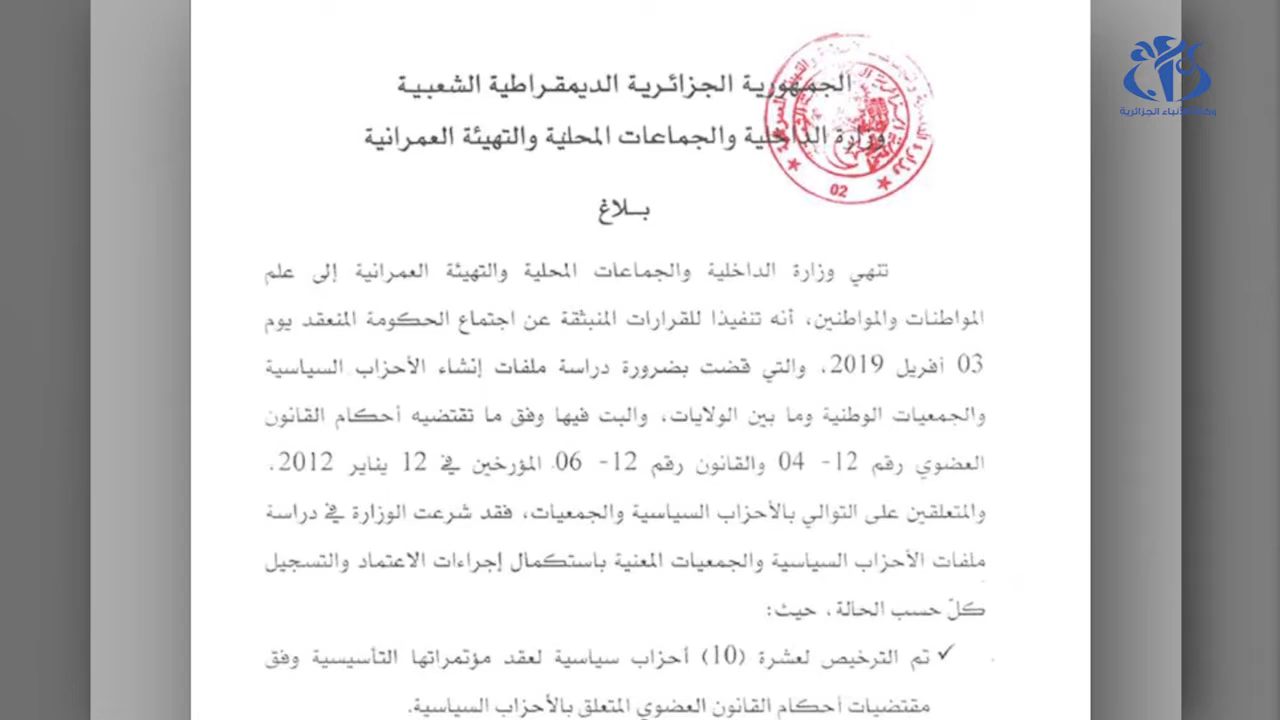 الجمهورية الجزائرية الديمقراطية الشعبية
وزارة الداخلية والجماعات المحلية والتهيئة العمرانية
بـلاغ
تنهي وزارة الداخلية والجماعات المحلية والتهيئة العمرانية إلى علم
المواطنات والمواطنين، أنه تنفيذا للقرارات المنبثقة عن اجتماع الحكومة المنعقد يوم
03 أفريل 2019، والتي قضت بضرورة دراسة ملفات إنشاء الأحزاب السياسية
والجمعيات الوطنية وما بين الولايات، والبت فيها وفق ما تقتضيه أحكام القانون
العضوي رقم 12- 04 والقانون رقم 12- 06 المؤرخين في 12 يناير 2012،
والمتعلقين على التوالي بالأحزاب السياسية والجمعيات، فقد شرعت الوزارة في دراسة
ملفات الأحزاب السياسية والجمعيات المعنية باستكمال إجراءات الاعتماد والتسجيل
كلّ حسب الحالة، حيث:
✓ تم الترخيص لعشرة (10) أحزاب سياسية لعقد مؤتمراتها التأسيسية وفق
مقتضيات أحكام القانون العضوي المتعلق بالأحزاب السياسية.
02
وكالة الأنباء الجزائرية